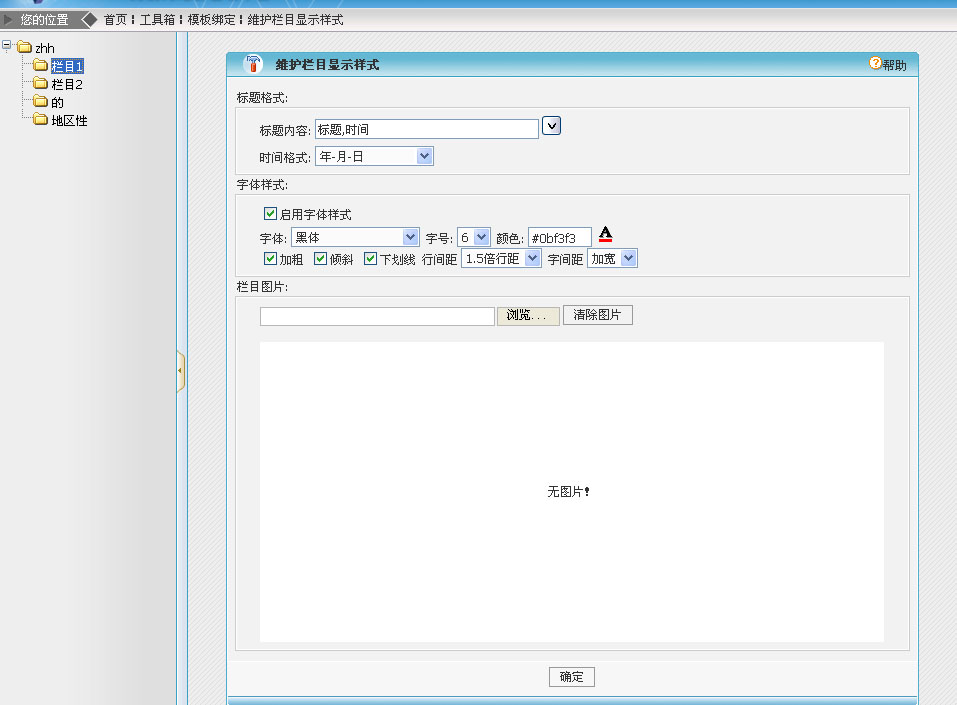 您的位置 首页 ┇ 工具箱 ┇ 模板绑定 ┇ 维护栏目显示样式
zhh
栏目1
栏目2
的
地区性
维护栏目显示样式 帮助
标题格式:
标题内容: 标题,时间
时间格式: 年-月-日
字体样式:
启用字体样式
字体: 黑体 字号: 6 颜色: #0bf3f3 A
加粗 倾斜 下划线 行间距 1.5倍行距 字间距 加宽
栏目图片:
浏览... 清除图片
无图片!
确定